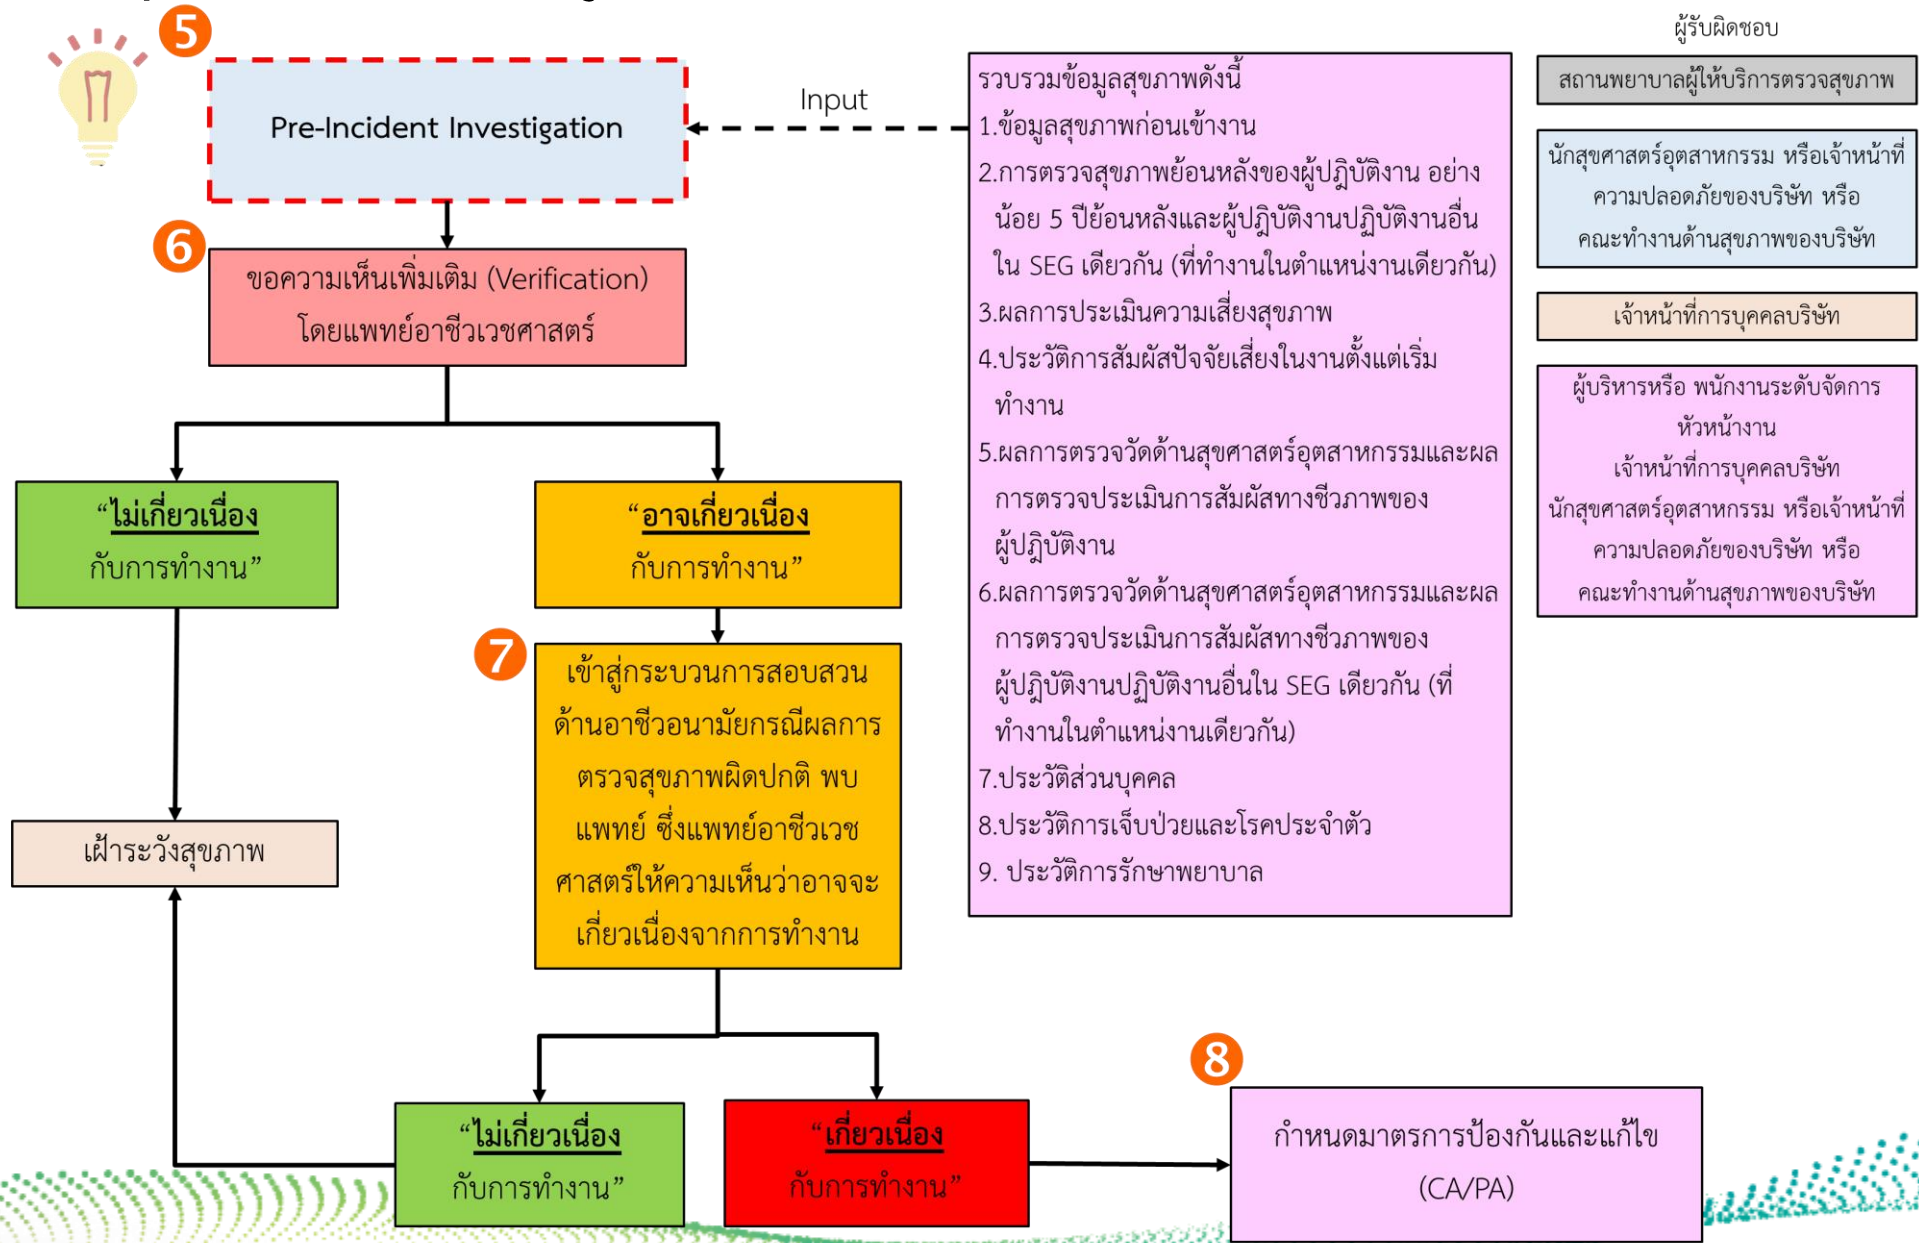 5
Pre-Incident Investigation
Input
6
ขอความเห็นเพิ่มเติม (Verification)
โดยแพทย์อาชีวเวชศาสตร์
“ไม่เกี่ยวเนื่อง
กับการทำงาน”
“อาจเกี่ยวเนื่อง
กับการทำงาน”
7
เข้าสู่กระบวนการสอบสวน
ด้านอาชีวอนามัยกรณีผลการ
ตรวจสุขภาพผิดปกติ พบ
แพทย์ ซึ่งแพทย์อาชีวเวช
ศาสตร์ให้ความเห็นว่าอาจจะ
เกี่ยวเนื่องจากการทำงาน
เฝ้าระวังสุขภาพ
“ไม่เกี่ยวเนื่อง
กับการทำงาน”
“เกี่ยวเนื่อง
กับการทำงาน”
8
กำหนดมาตรการป้องกันและแก้ไข
(CA/PA)
รวบรวมข้อมูลสุขภาพดังนี้
1.ข้อมูลสุขภาพก่อนเข้างาน
2.การตรวจสุขภาพย้อนหลังของผู้ปฎิบัติงาน อย่าง
น้อย 5 ปีย้อนหลังและผู้ปฎิบัติงานปฏิบัติงานอื่น
ใน SEG เดียวกัน (ที่ทำงานในตำแหน่งานเดียวกัน)
3.ผลการประเมินความเสี่ยงสุขภาพ
4.ประวัติการสัมผัสปัจจัยเสี่ยงในงานตั้งแต่เริ่ม
ทำงาน
5.ผลการตรวจวัดด้านสุขศาสตร์อุตสาหกรรมและผล
การตรวจประเมินการสัมผัสทางชีวภาพของ
ผู้ปฎิบัติงาน
6.ผลการตรวจวัดด้านสุขศาสตร์อุตสาหกรรมและผล
การตรวจประเมินการสัมผัสทางชีวภาพของ
ผู้ปฎิบัติงานปฏิบัติงานอื่นใน SEG เดียวกัน (ที่
ทำงานในตำแหน่งานเดียวกัน)
7.ประวัติส่วนบุคคล
8.ประวัติการเจ็บป่วยและโรคประจำตัว
9. ประวัติการรักษาพยาบาล
ผู้รับผิดชอบ
สถานพยาบาลผู้ให้บริการตรวจสุขภาพ
นักสุขศาสตร์อุตสาหกรรม หรือเจ้าหน้าที่
ความปลอดภัยของบริษัท หรือ
คณะทำงานด้านสุขภาพของบริษัท
เจ้าหน้าที่การบุคคลบริษัท
ผู้บริหารหรือ พนักงานระดับจัดการ
หัวหน้างาน
เจ้าหน้าที่การบุคคลบริษัท
นักสุขศาสตร์อุตสาหกรรม หรือเจ้าหน้าที่
ความปลอดภัยของบริษัท หรือ
คณะทำงานด้านสุขภาพของบริษัท